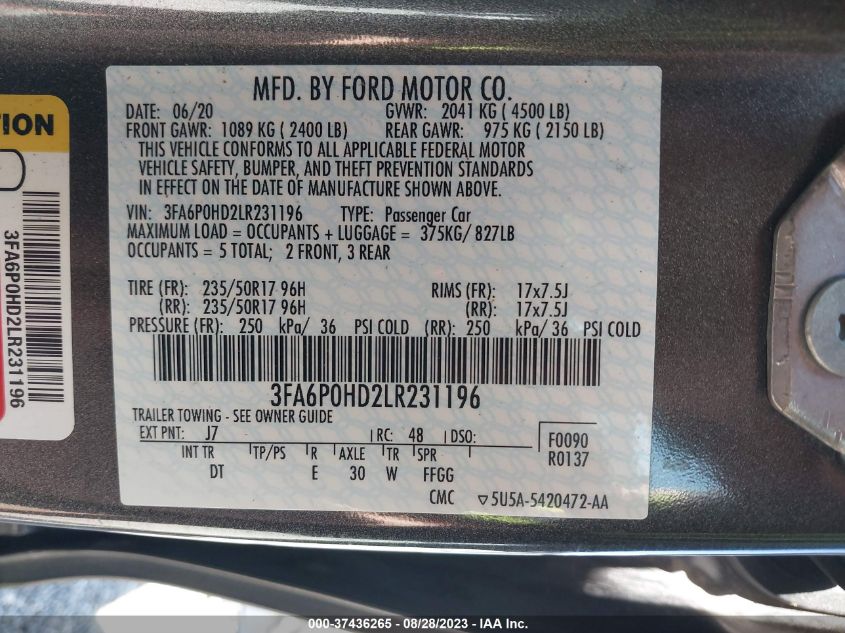 MFD. BY FORD MOTOR CO.
DATE: 06/20 GVWR: 2041 KG ( 4500 LB)
FRONT GAWR: 1089 KG ( 2400 LB) REAR GAWR: 975 KG ( 2150 LB)
THIS VEHICLE CONFORMS TO ALL APPLICABLE FEDERAL MOTOR
VEHICLE SAFETY, BUMPER, AND THEFT PREVENTION STANDARDS
IN EFFECT ON THE DATE OF MANUFACTURE SHOWN ABOVE.
VIN: 3FA6P0HD2LR231196 TYPE: Passenger Car
MAXIMUM LOAD = OCCUPANTS + LUGGAGE = 375KG/ 827LB
OCCUPANTS = 5 TOTAL; 2 FRONT, 3 REAR
TIRE (FR): 235/50R17 96H RIMS (FR): 17x7.5J
(RR): 235/50R17 96H (RR): 17x7.5J
PRESSURE (FR): 250 kPa/ 36 PSI COLD (RR): 250 kPa/ 36 PSI COLD
3FA6P0HD2LR231196
TRAILER TOWING - SEE OWNER GUIDE
EXT PNT: J7 RC: 48 DSO: F0090
INT TR TP/PS R AXLE TR SPR R0137
DT E 30 W FFGG
CMC ▽5U5A-5420472-AA
TION
3FA6P0HD2LR231196
000-37436265 - 08/28/2023 - IAA Inc.